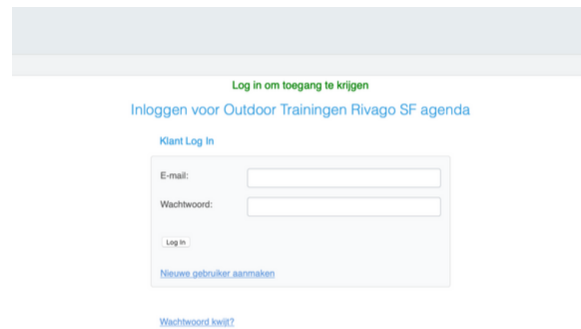 Log in om toegang te krijgen
Inloggen voor Outdoor Trainingen Rivago SF agenda
Klant Log In
E-mail:
Wachtwoord:
Log In
Nieuwe gebruiker aanmaken
Wachtwoord kwijt?